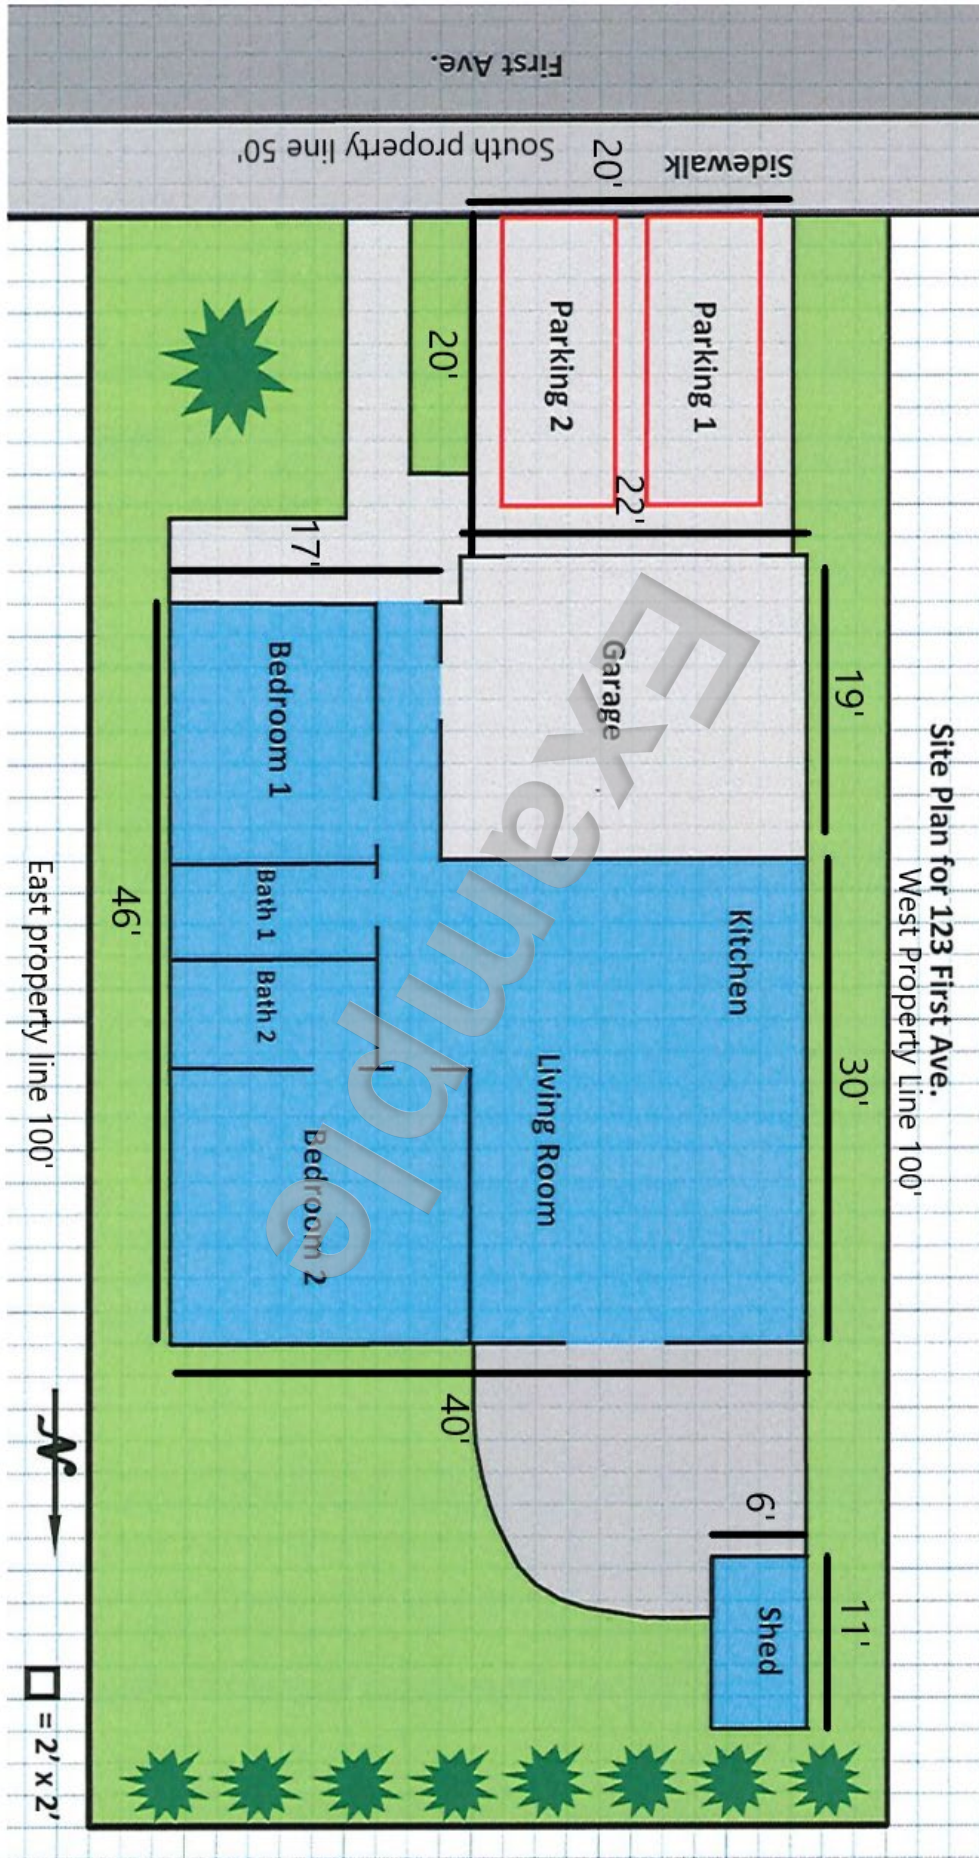 Site Plan for 123 First Ave.
West Property Line 100'
19'
30'
11'
Sidewalk
20'
South property line 50'
First Ave.
Parking 1
Parking 2
22'
20'
17'
Garage
Kitchen
Living Room
Bedroom 1
Bath 1
Bath 2
Bedroom 2
6'
Shed
40'
46'
East property line 100'
N
= 2' x 2'
Example